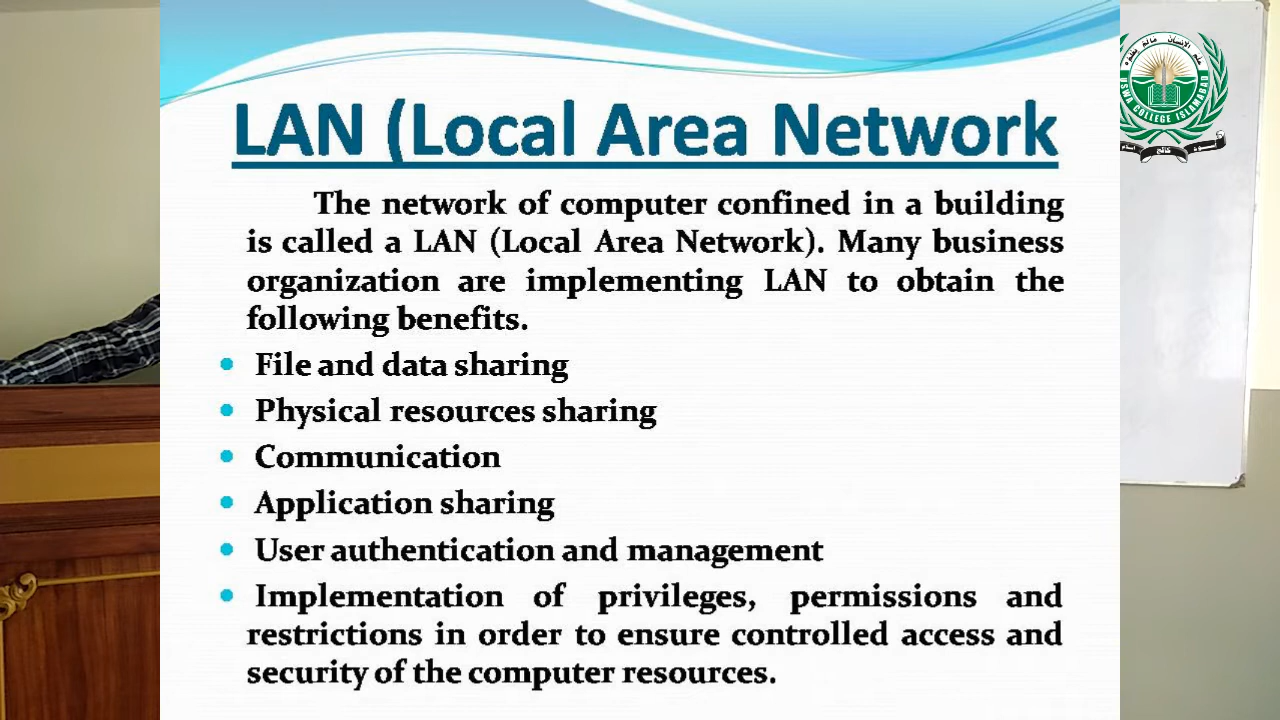 LAN (Local Area Network
The network of computer confined in a building
is called a LAN (Local Area Network). Many business
organization are implementing LAN to obtain the
following benefits.
• File and data sharing
• Physical resources sharing
• Communication
• Application sharing
• User authentication and management
• Implementation of privileges, permissions and
restrictions in order to ensure controlled access and
security of the computer resources.
USWA COLLEGE ISLAMABAD